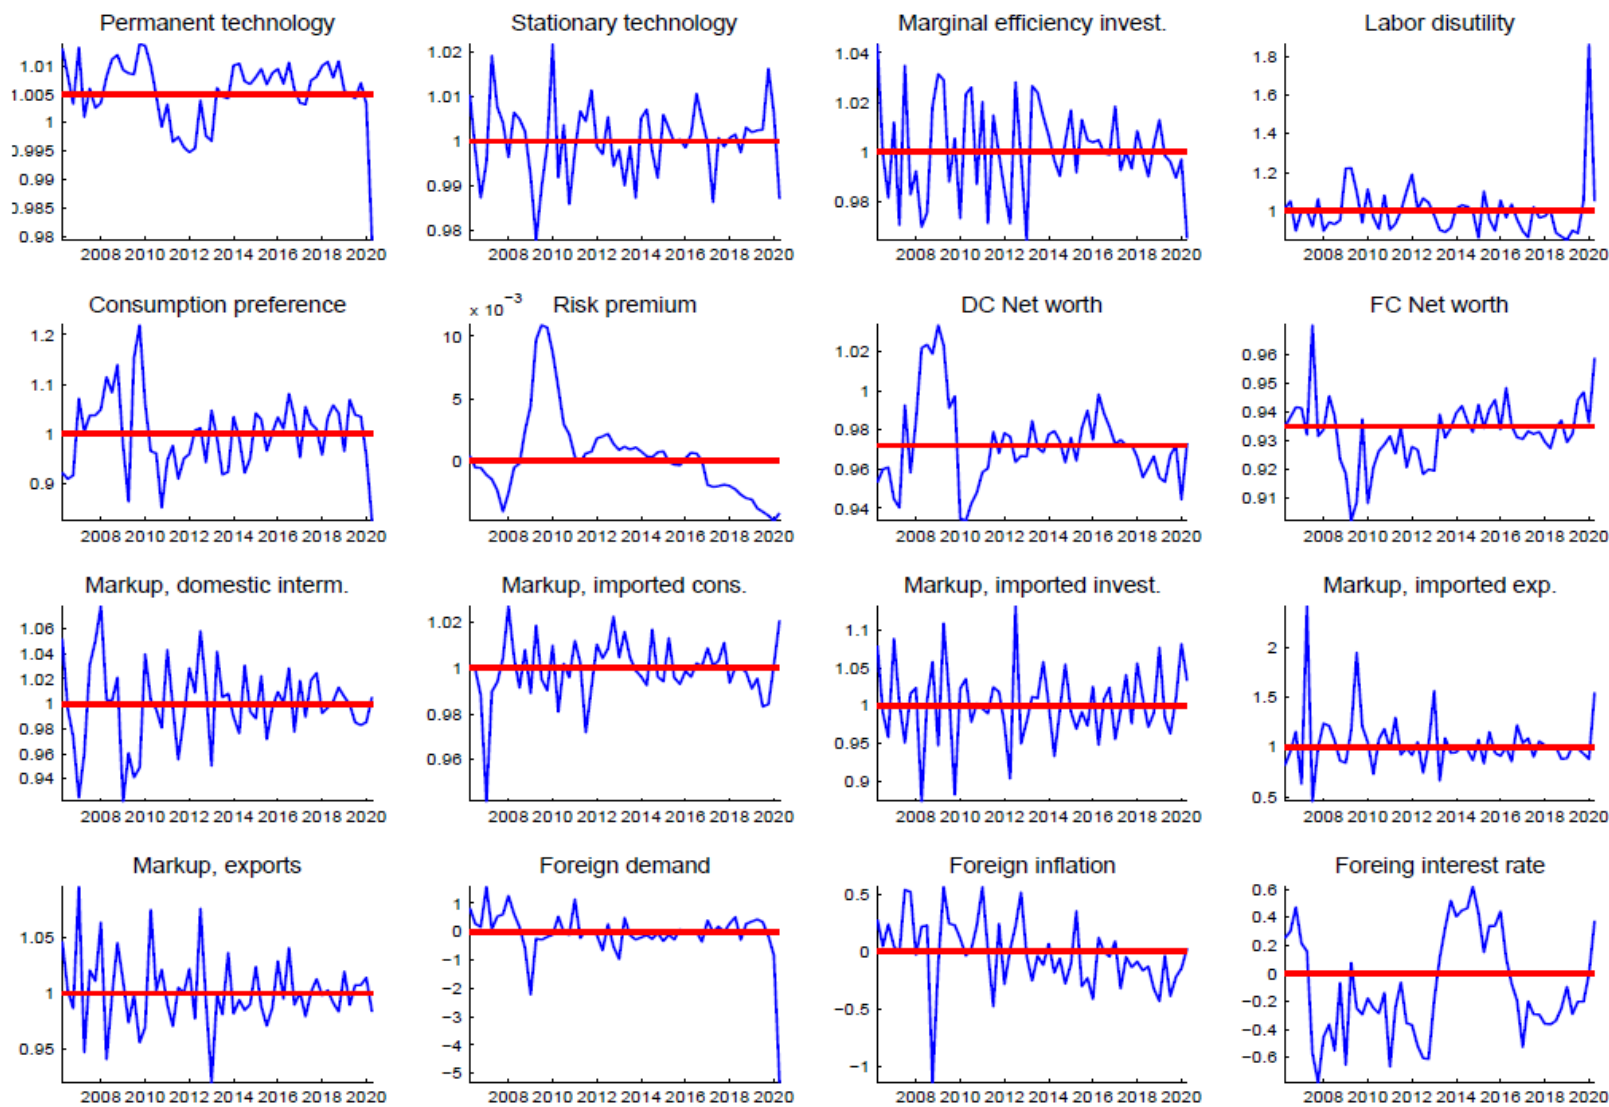 Permanent technology
1.01
1.005
1
0.995
0.99
0.985
0.98
2008 2010 2012 2014 2016 2018 2020
Stationary technology
1.02
1.01
1
0.99
0.98
2008 2010 2012 2014 2016 2018 2020
Marginal efficiency invest.
1.04
1.02
1
0.98
2008 2010 2012 2014 2016 2018 2020
Labor disutility
1.8
1.6
1.4
1.2
1
2008 2010 2012 2014 2016 2018 2020
Consumption preference
1.2
1.1
1
0.9
2008 2010 2012 2014 2016 2018 2020
Risk premium
× 10−3
10
5
0
2008 2010 2012 2014 2016 2018 2020
DC Net worth
1.02
1
0.98
0.96
0.94
2008 2010 2012 2014 2016 2018 2020
FC Net worth
0.96
0.95
0.94
0.93
0.92
0.91
2008 2010 2012 2014 2016 2018 2020
Markup, domestic interm.
1.06
1.04
1.02
1
0.98
0.96
0.94
2008 2010 2012 2014 2016 2018 2020
Markup, imported cons.
1.02
1
0.98
0.96
2008 2010 2012 2014 2016 2018 2020
Markup, imported invest.
1.1
1.05
1
0.95
0.9
2008 2010 2012 2014 2016 2018 2020
Markup, imported exp.
2
1.5
1
0.5
2008 2010 2012 2014 2016 2018 2020
Markup, exports
1.05
1
0.95
2008 2010 2012 2014 2016 2018 2020
Foreign demand
1
0
−1
−2
−3
−4
−5
2008 2010 2012 2014 2016 2018 2020
Foreign inflation
0.5
0
−0.5
−1
2008 2010 2012 2014 2016 2018 2020
Foreing interest rate
0.6
0.4
0.2
0
−0.2
−0.4
−0.6
2008 2010 2012 2014 2016 2018 2020